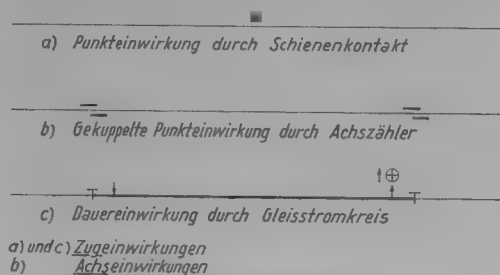 a) Punkteinwirkung durch Schienenkontakt
b) Gekuppelte Punkteinwirkung durch Achszähler
c) Dauereinwirkung durch Gleisstromkreis
a) und c) Zugeinwirkungen
b) Achseinwirkungen